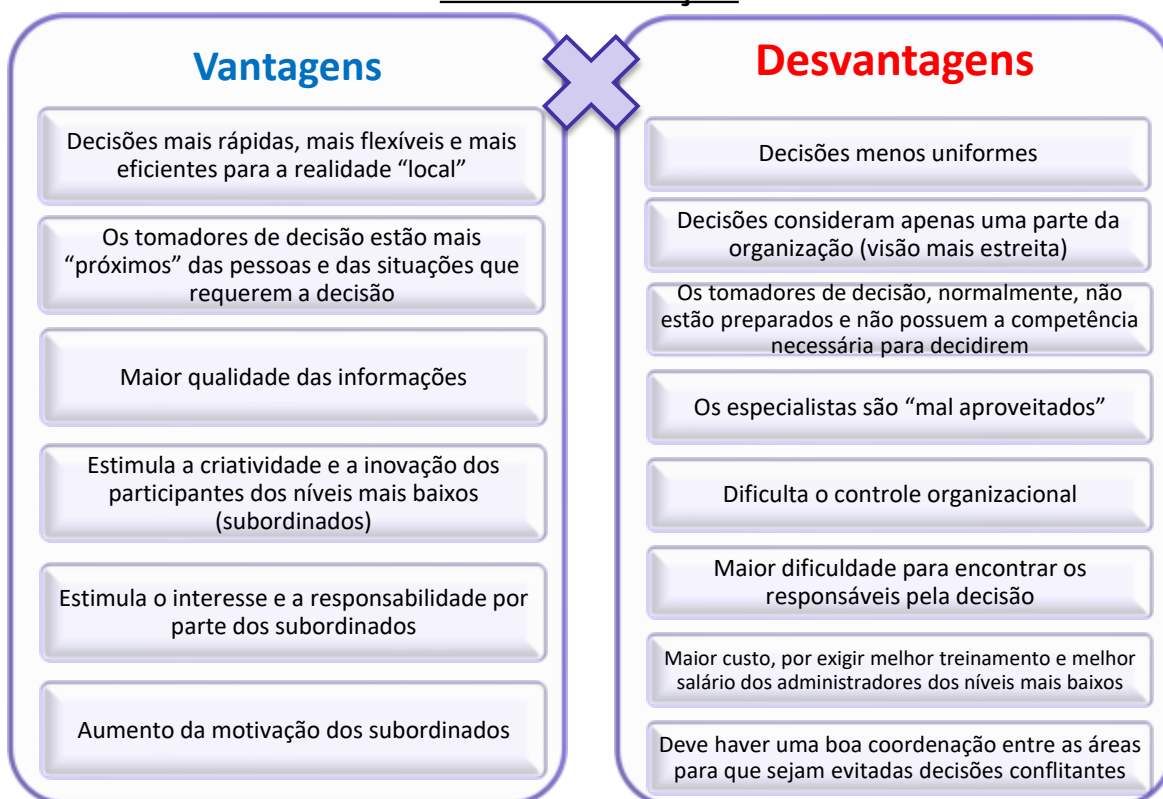 Vantagens
Decisões mais rápidas, mais flexíveis e mais
eficientes para a realidade “local”
Os tomadores de decisão estão mais
“próximos” das pessoas e das situações que
requerem a decisão
Maior qualidade das informações
Estimula a criatividade e a inovação dos
participantes dos níveis mais baixos
(subordinados)
Estimula o interesse e a responsabilidade por
parte dos subordinados
Aumento da motivação dos subordinados
Desvantagens
Decisões menos uniformes
Decisões consideram apenas uma parte da
organização (visão mais estreita)
Os tomadores de decisão, normalmente, não
estão preparados e não possuem a competência
necessária para decidirem
Os especialistas são “mal aproveitados”
Dificulta o controle organizacional
Maior dificuldade para encontrar os
responsáveis pela decisão
Maior custo, por exigir melhor treinamento e melhor
salário dos administradores dos níveis mais baixos
Deve haver uma boa coordenação entre as áreas
para que sejam evitadas decisões conflitantes